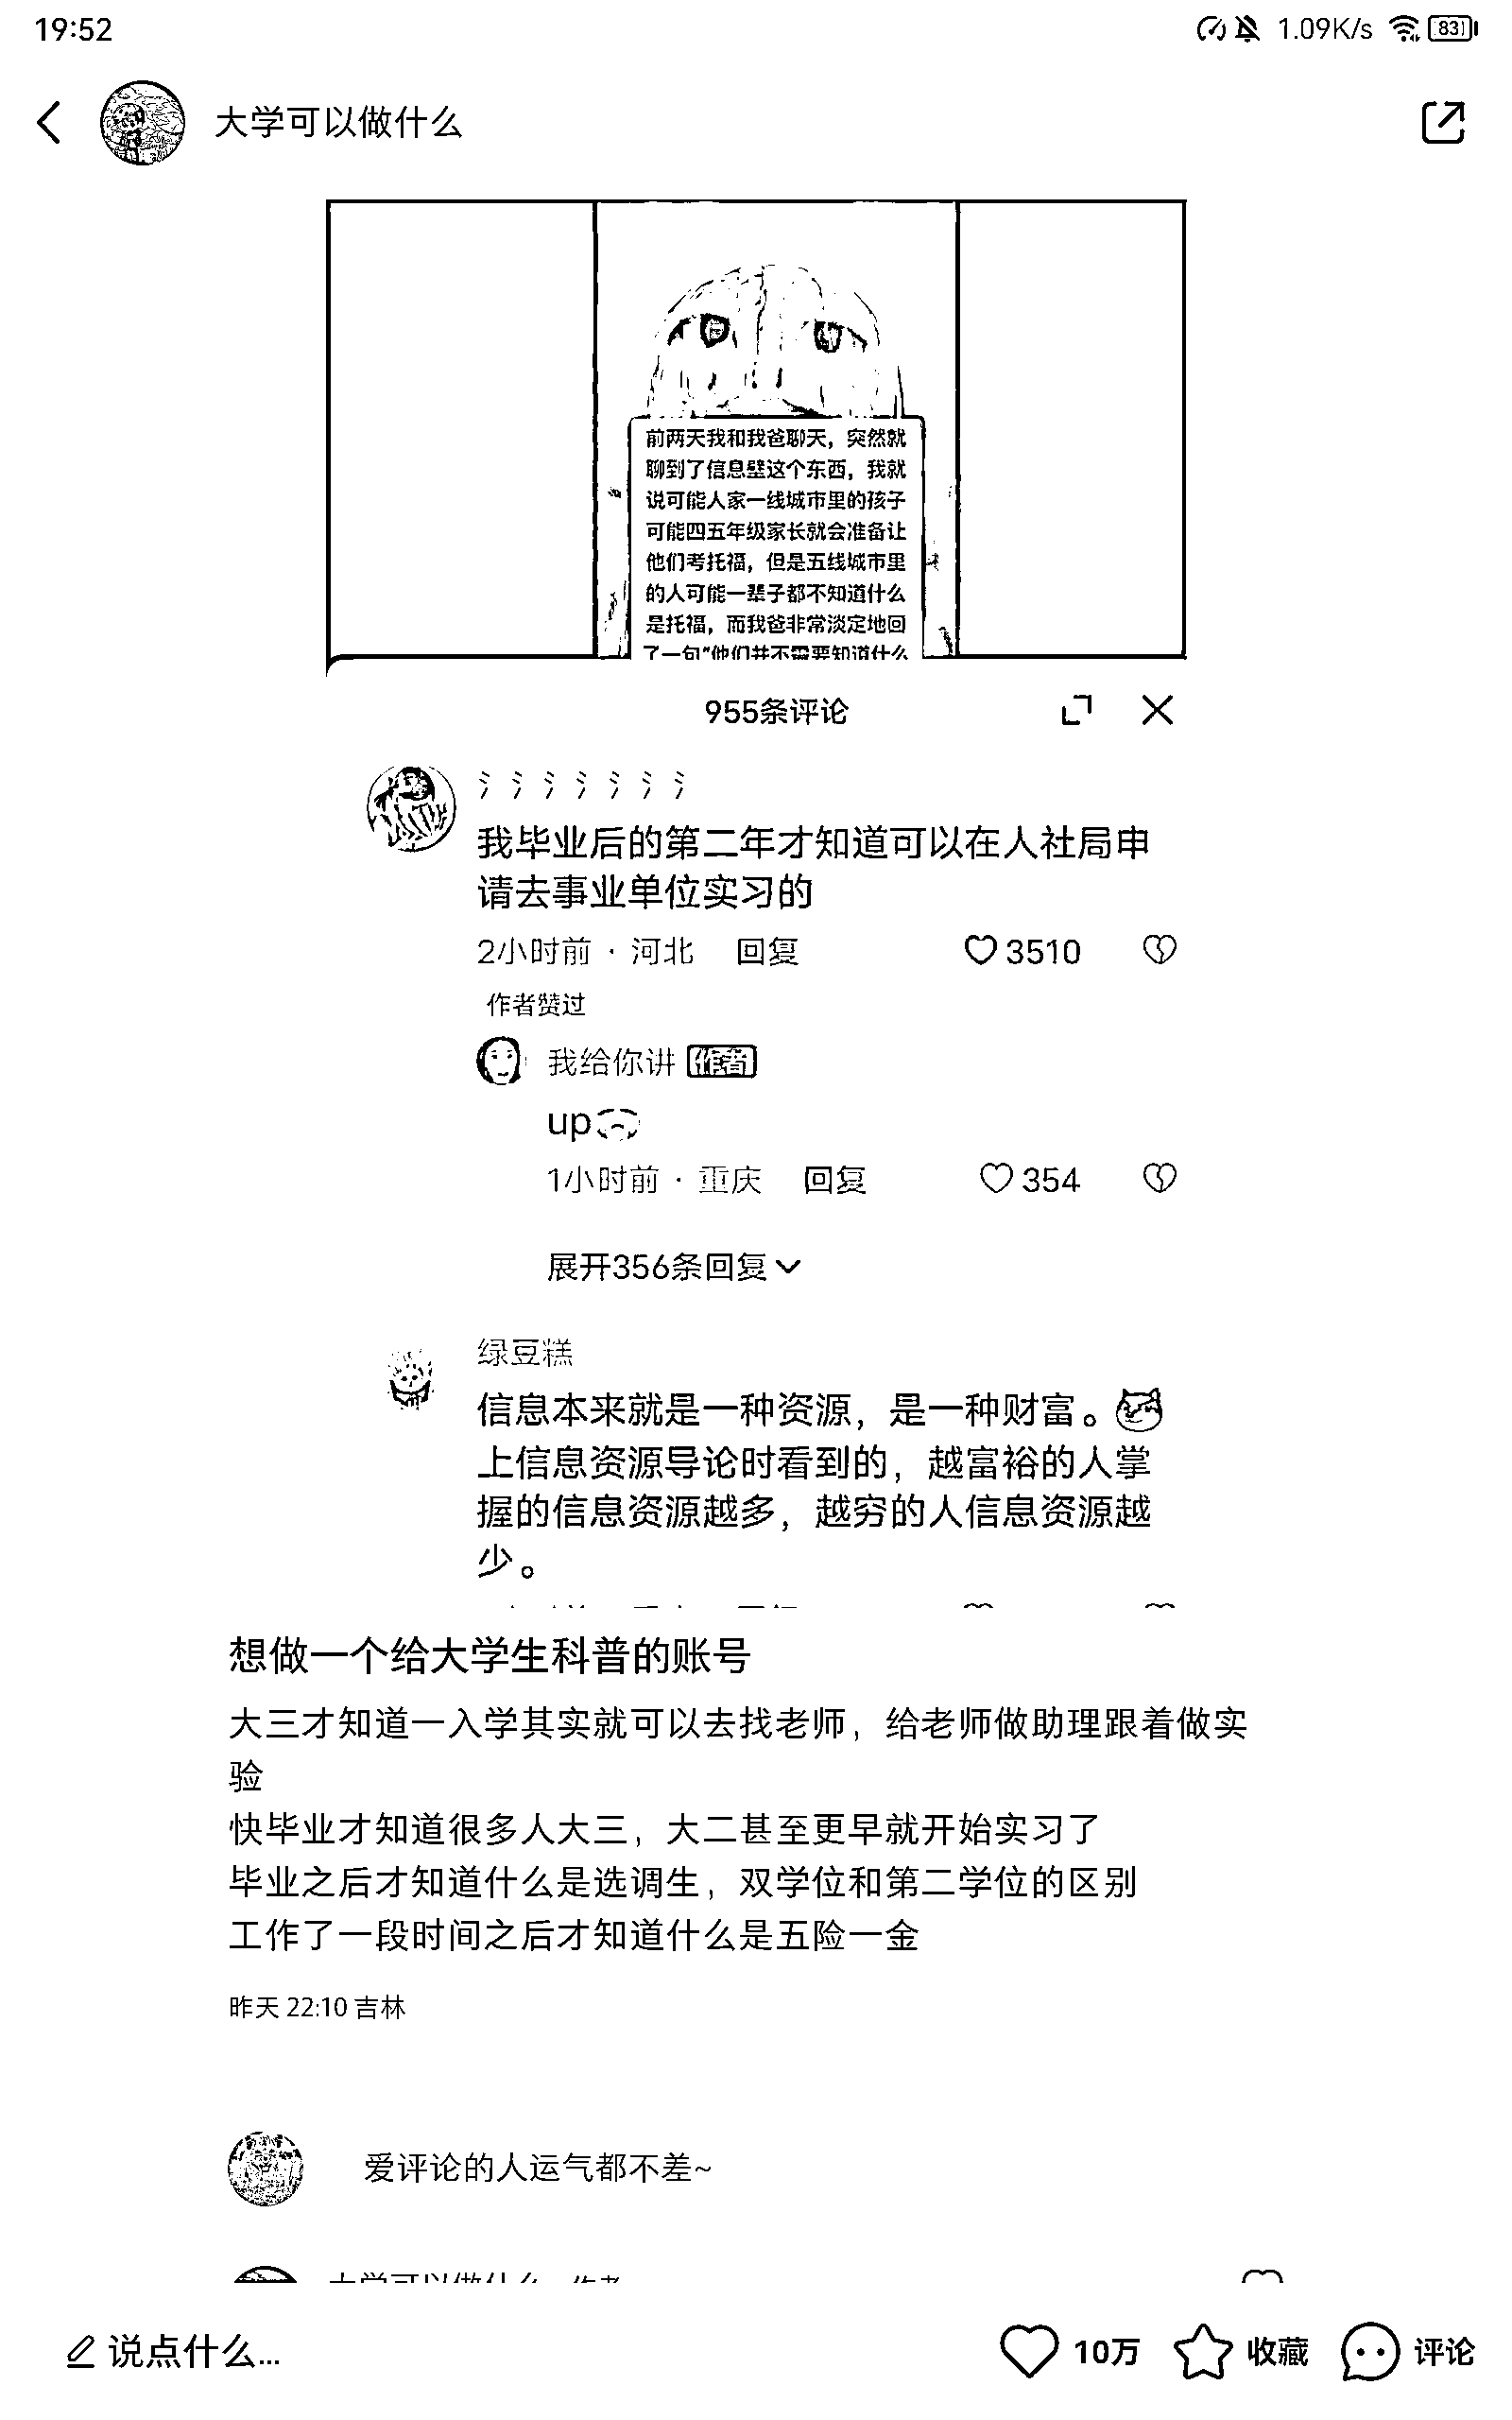 19:52
1.09K/s
83
大学可以做什么
前两天我和我爸聊天，突然就
聊到了信息壁这个东西，我就
说可能人家一线城市里的孩子
可能四五年级家长就会准备让
他们考托福，但是五线城市里
的人可能一辈子都不知道什么
是托福，而我爸非常淡定地回
了一句“他们并不需要知道什么
955条评论
氵氵氵氵氵氵氵
我毕业后的第二年才知道可以在人社局申
请去事业单位实习的
2小时前 · 河北 回复 3510
作者赞过
我给你讲 作者
up
1小时前 · 重庆 回复 354
展开356条回复
绿豆糕
信息本来就是一种资源，是一种财富。
上信息资源导论时看到的，越富裕的人掌
握的信息资源越多，越穷的人信息资源越
少。
想做一个给大学生科普的账号
大三才知道一入学其实就可以去找老师，给老师做助理跟着做实
验
快毕业才知道很多人大三，大二甚至更早就开始实习了
毕业之后才知道什么是选调生，双学位和第二学位的区别
工作了一段时间之后才知道什么是五险一金
昨天 22:10 吉林
爱评论的人运气都不差~
大学可以做什么 作者
说点什么...
10万 收藏 评论